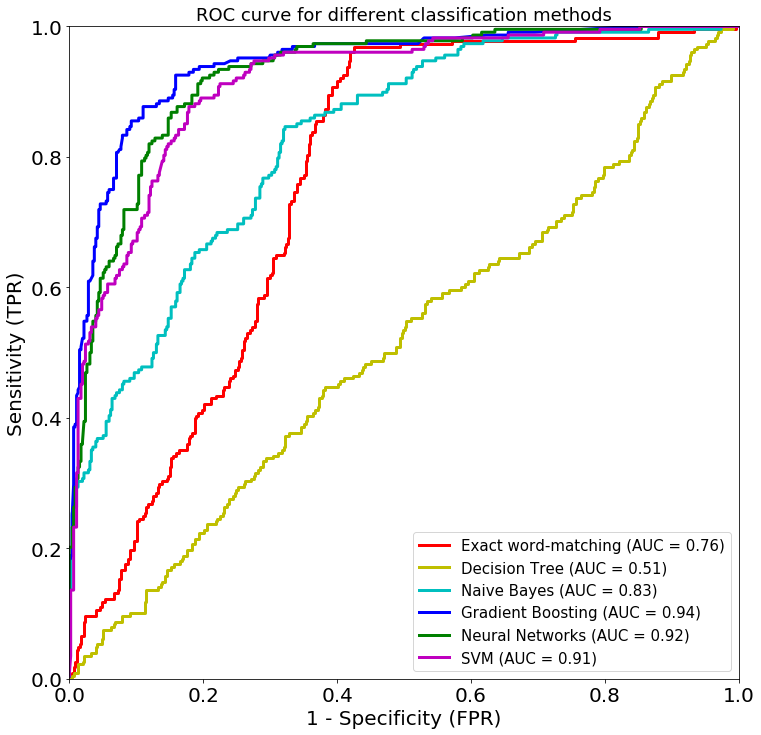 ROC curve for different classification methods
Sensitivity (TPR)
1.0
0.8
0.6
0.4
0.2
0.0
Exact word-matching (AUC = 0.76)
Decision Tree (AUC = 0.51)
Naive Bayes (AUC = 0.83)
Gradient Boosting (AUC = 0.94)
Neural Networks (AUC = 0.92)
SVM (AUC = 0.91)
0.0 0.2 0.4 0.6 0.8 1.0
1 - Specificity (FPR)